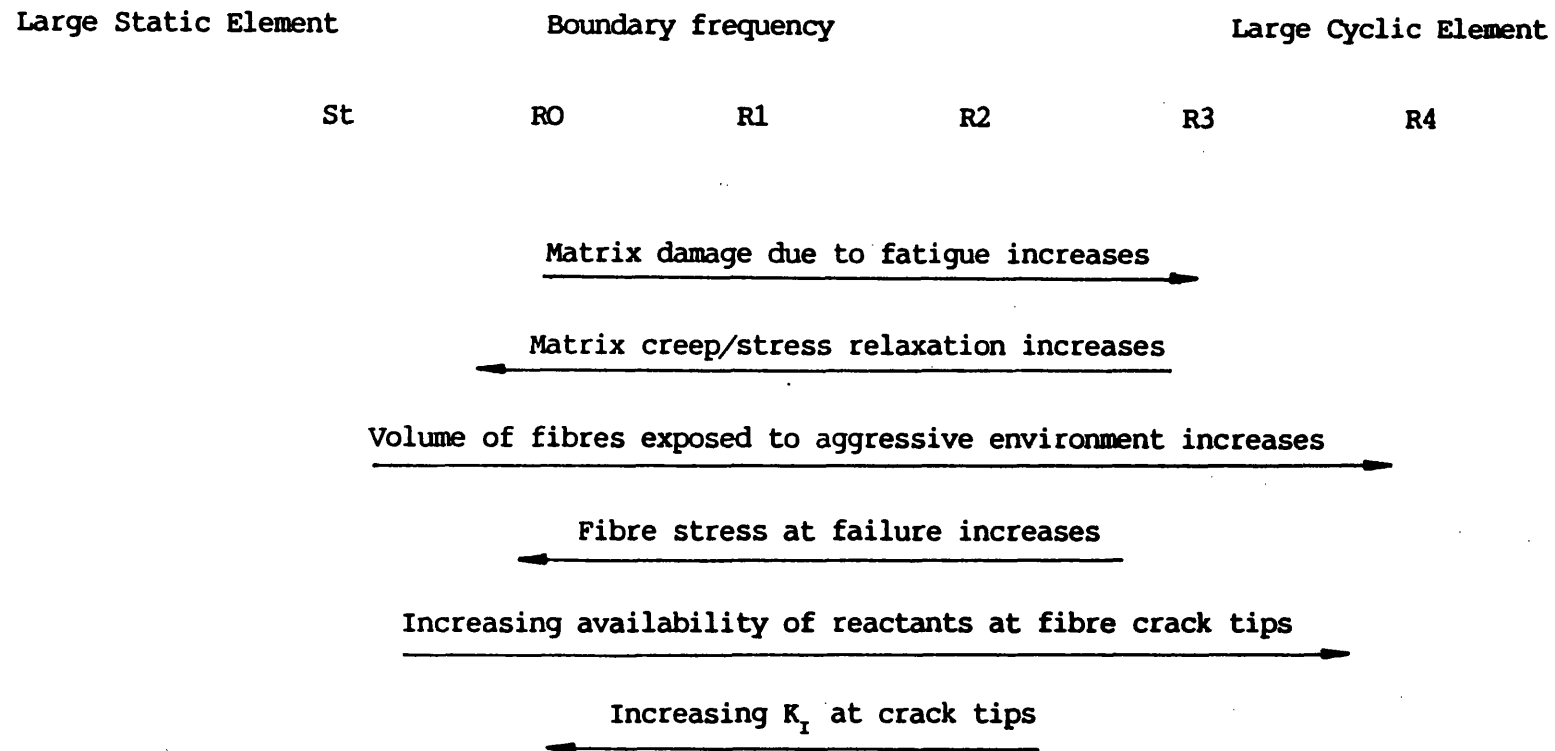 Large Static Element Boundary frequency Large Cyclic Element
St RO R1 R2 R3 R4
Matrix damage due to fatigue increases
Matrix creep/stress relaxation increases
Volume of fibres exposed to aggressive environment increases
Fibre stress at failure increases
Increasing availability of reactants at fibre crack tips
Increasing K_I at crack tips